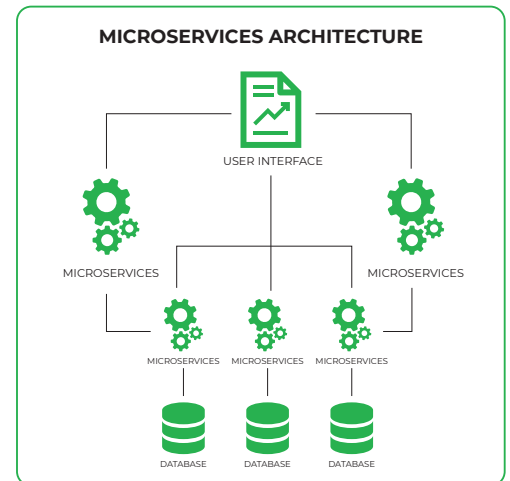 MICROSERVICES ARCHITECTURE
USER INTERFACE
MICROSERVICES
MICROSERVICES
MICROSERVICES
MICROSERVICES
MICROSERVICES
DATABASE
DATABASE
DATABASE